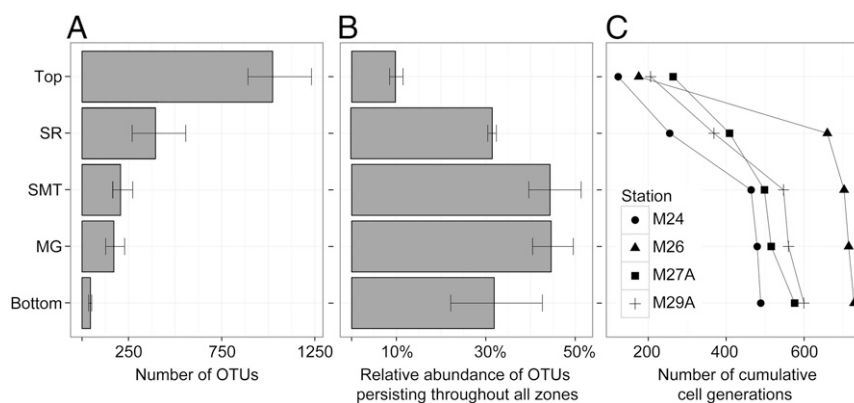 A
B
C
Top
SR
SMT
MG
Bottom
250
750
1250
Number of OTUs
10%
30%
50%
Relative abundance of OTUs
persisting throughout all zones
Station
M24
M26
M27A
M29A
200
400
600
Number of cumulative
cell generations